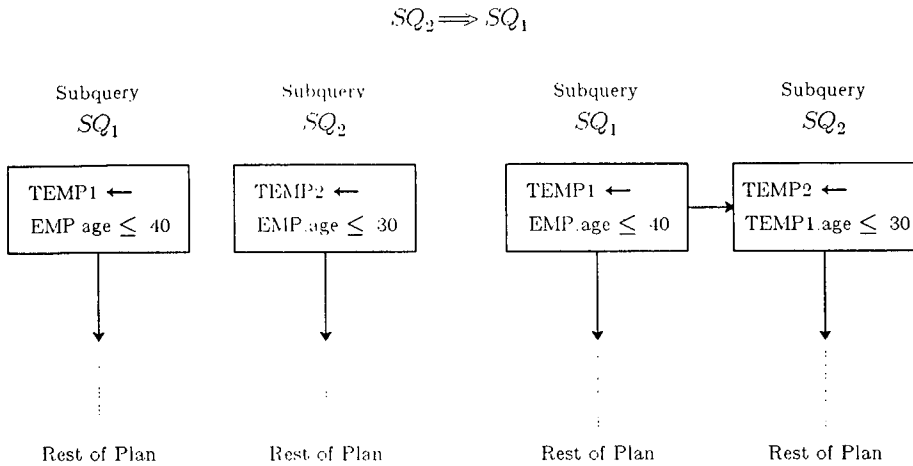 SQ₂ ⟹ SQ₁
Subquery Subquery Subquery Subquery
SQ₁ SQ₂ SQ₁ SQ₂
TEMP1 ← TEMP2 ← TEMP1 ← TEMP2 ←
EMP.age ≤ 40 EMP.age ≤ 30 EMP.age ≤ 40 TEMP1.age ≤ 30
Rest of Plan Rest of Plan Rest of Plan Rest of Plan